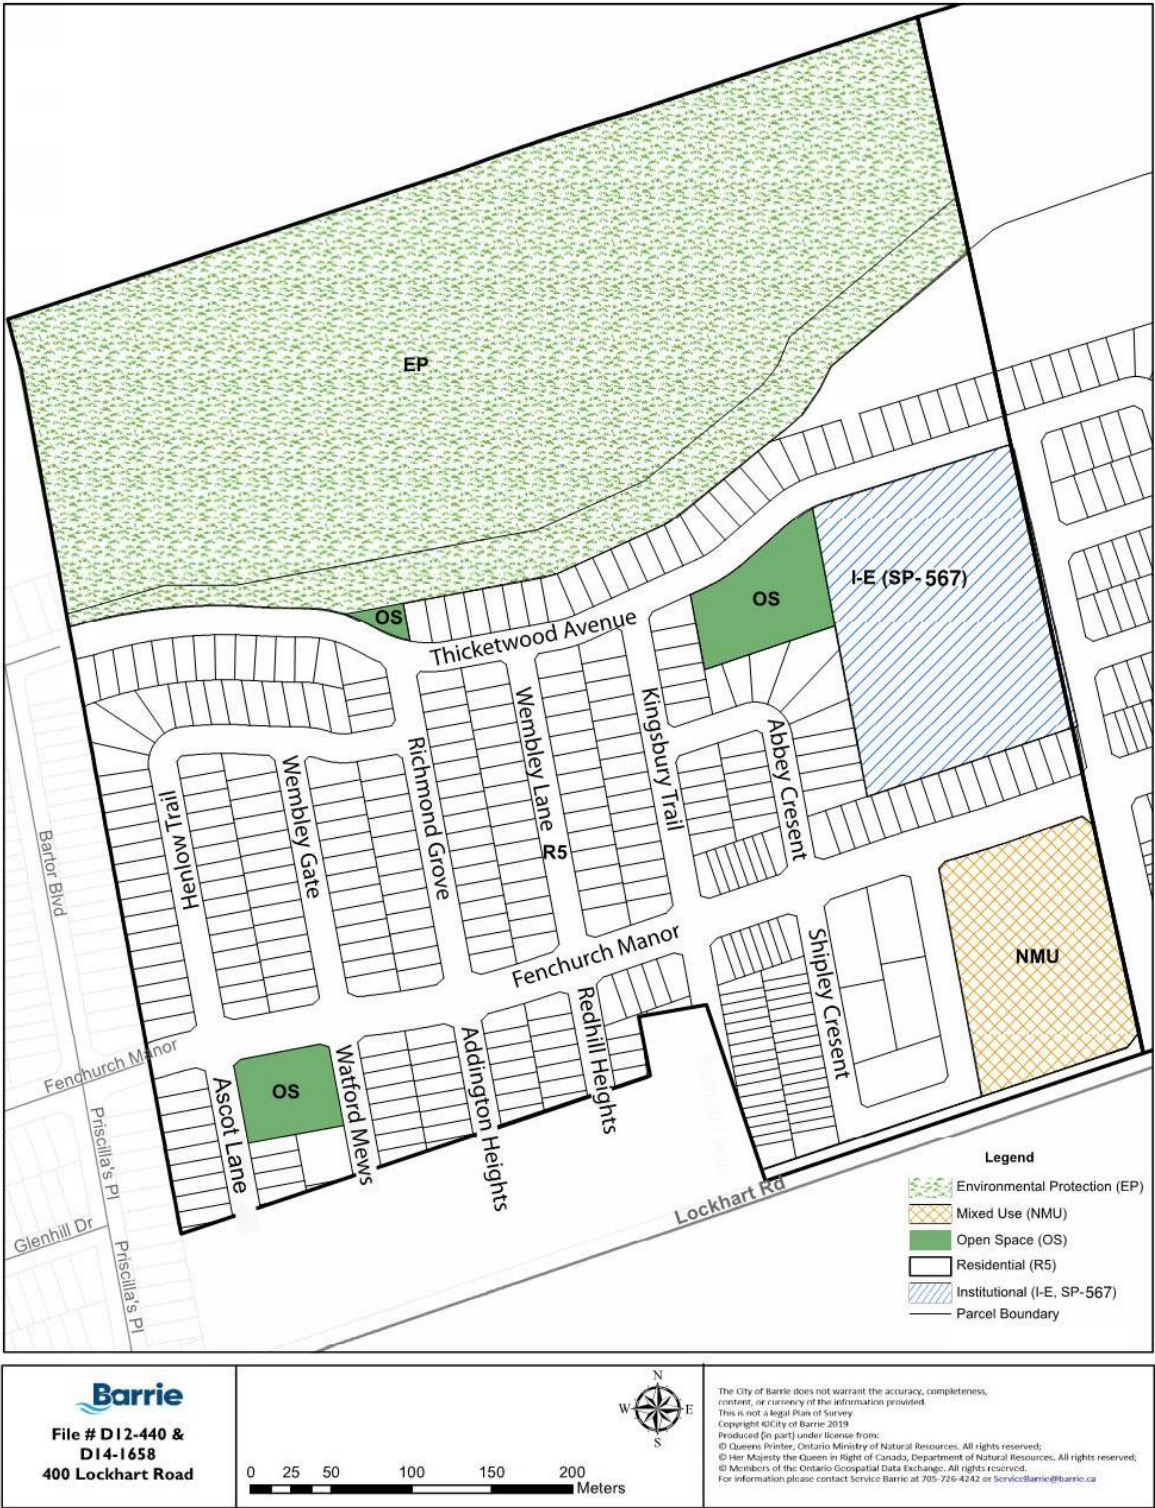 EP
OS
Thicketwood Avenue
OS
I-E (SP-567)
Wembley Lane
Kingsbury Trail
Abbey Cresent
Richmond Grove
Wembley Gate
Henlow Trail
Bartor Blvd
R5
Fenchurch Manor
NMU
Shipley Cresent
Redhill Heights
Addington Heights
Watford Mews
OS
Ascot Lane
Fenchurch Manor
Priscilla's Pl
Glenhill Dr
Priscilla's Pl
Lockhart Rd
Legend
Environmental Protection (EP)
Mixed Use (NMU)
Open Space (OS)
Residential (R5)
Institutional (I-E, SP-567)
Parcel Boundary
Barrie
File # D12-440 &
D14-1658
400 Lockhart Road
0 25 50 100 150 200
Meters
N
W E
S
The City of Barrie does not warrant the accuracy, completeness,
content, or currency of the information provided.
This is not a legal Plan of Survey
Copyright ©City of Barrie 2019
Produced (in part) under license from:
© Queens Printer, Ontario Ministry of Natural Resources. All rights reserved;
© Her Majesty the Queen in Right of Canada, Department of Natural Resources. All rights reserved;
© Members of the Ontario Geospatial Data Exchange. All rights reserved.
For information please contact Service Barrie at 705-726-4242 or ServiceBarrie@barrie.ca